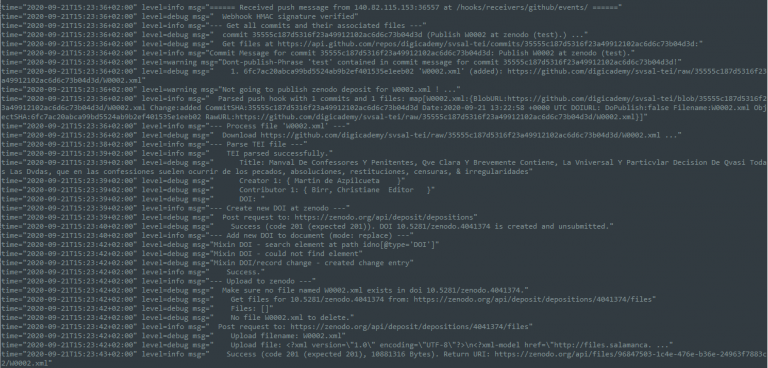 time="2020-09-21T15:23:36+02:00" level=info msg="====== Received push message from 140.82.115.153:36557 at /hooks/receivers/github/events/ ======"
time="2020-09-21T15:23:36+02:00" level=debug msg="  Webhook HMAC signature verified"
time="2020-09-21T15:23:36+02:00" level=info msg="--- Get all commits and their associated files ---"
time="2020-09-21T15:23:36+02:00" level=debug msg="  commit 35555c187d5316f23a49912102ac6d6c73b04d3d (Publish W0002 at zenodo (test).) ..."
time="2020-09-21T15:23:36+02:00" level=debug msg="  Get files at https://api.github.com/repos/digicademy/svsal-tei/commits/35555c187d5316f23a49912102ac6d6c73b04d3d:"
time="2020-09-21T15:23:36+02:00" level=info msg="Commit Message for commit 35555c187d5316f23a49912102ac6d6c73b04d3d: Publish W0002 at zenodo (test)."
time="2020-09-21T15:23:36+02:00" level=warning msg="Dont-publish-Phrase 'test' contained in commit message for commit 35555c187d5316f23a49912102ac6d6c73b04d3d!"
time="2020-09-21T15:23:36+02:00" level=debug msg="    1. 6fc7ac20abca99bd5524ab9b2ef401535e1eeb02 'W0002.xml' (added): https://github.com/digicademy/svsal-tei/raw/35555c187d5316f23a
49912102ac6d6c73b04d3d/W0002.xml"
time="2020-09-21T15:23:36+02:00" level=warning msg="Not going to publish zenodo deposit for W0002.xml ! ..."
time="2020-09-21T15:23:36+02:00" level=debug msg="  Parsed push hook with 1 commits and 1 files: map[W0002.xml:{BlobURL:https://github.com/digicademy/svsal-tei/blob/35555c187d5316f23
a49912102ac6d6c73b04d3d/W0002.xml Change:added CommitSHA:35555c187d5316f23a49912102ac6d6c73b04d3d Date:2020-09-21 13:22:58 +0000 UTC DOIURL: DoPublish:false Filename:W0002.xml Obj
ectSHA:6fc7ac20abca99bd5524ab9b2ef401535e1eeb02 RawURL:https://github.com/digicademy/svsal-tei/raw/35555c187d5316f23a49912102ac6d6c73b04d3d/W0002.xml}]"
time="2020-09-21T15:23:36+02:00" level=info msg="--- Process file 'W0002.xml' ---"
time="2020-09-21T15:23:36+02:00" level=debug msg="  Download https://github.com/digicademy/svsal-tei/raw/35555c187d5316f23a49912102ac6d6c73b04d3d/W0002.xml ..."
time="2020-09-21T15:23:38+02:00" level=info msg="--- Parse TEI file ---"
time="2020-09-21T15:23:39+02:00" level=info msg="    TEI parsed successfully."
time="2020-09-21T15:23:39+02:00" level=debug msg="      Title: Manval De Confessores Y Penitentes, Qve Clara Y Brevemente Contiene, La Vniversal Y Particvlar Decision De Qvasi Toda
s Las Dvdas, que en las confessiones suelen ocurrir de los pecados, absoluciones, restituciones, censuras, & irregularidades"
time="2020-09-21T15:23:39+02:00" level=debug msg="      Creator 1: { Martín de Azpilcueta    }"
time="2020-09-21T15:23:39+02:00" level=debug msg="      Contributor 1: { Birr, Christiane  Editor   }"
time="2020-09-21T15:23:39+02:00" level=debug msg="      DOI: "
time="2020-09-21T15:23:39+02:00" level=info msg="--- Create new DOI at zenodo ---"
time="2020-09-21T15:23:39+02:00" level=debug msg="  Post request to: https://zenodo.org/api/deposit/depositions"
time="2020-09-21T15:23:40+02:00" level=debug msg="    Success (code 201 (expected 201)). DOI 10.5281/zenodo.4041374 is created and unsubmitted."
time="2020-09-21T15:23:40+02:00" level=info msg="--- Add new DOI to document (mode: replace) ---"
time="2020-09-21T15:23:42+02:00" level=debug msg="Mixin DOI - search element at path idno[@type='DOI']"
time="2020-09-21T15:23:42+02:00" level=debug msg="Mixin DOI - could not find element"
time="2020-09-21T15:23:42+02:00" level=debug msg="Mixin DOI/record change - created change entry"
time="2020-09-21T15:23:42+02:00" level=info msg="    Success."
time="2020-09-21T15:23:42+02:00" level=info msg="--- Upload to zenodo ---"
time="2020-09-21T15:23:42+02:00" level=debug msg="  Make sure no file named W0002.xml exists in doi 10.5281/zenodo.4041374."
time="2020-09-21T15:23:42+02:00" level=debug msg="    Get files for 10.5281/zenodo.4041374 from: https://zenodo.org/api/deposit/depositions/4041374/files"
time="2020-09-21T15:23:42+02:00" level=debug msg="    Files: []"
time="2020-09-21T15:23:42+02:00" level=debug msg="    No file W0002.xml to delete."
time="2020-09-21T15:23:42+02:00" level=debug msg="  Post request to: https://zenodo.org/api/deposit/depositions/4041374/files"
time="2020-09-21T15:23:42+02:00" level=debug msg="    Upload filename: W0002.xml"
time="2020-09-21T15:23:42+02:00" level=debug msg="    Upload file: <?xml version=\"1.0\" encoding=\"UTF-8\"?>\n<?xml-model href=\"http://files.salamanca. ..."
time="2020-09-21T15:23:43+02:00" level=info msg="    Success (code 201 (expected 201), 10881316 Bytes). Return URI: https://zenodo.org/api/files/96847503-1c4e-476e-b36e-24963f7883c
2/W0002.xml"